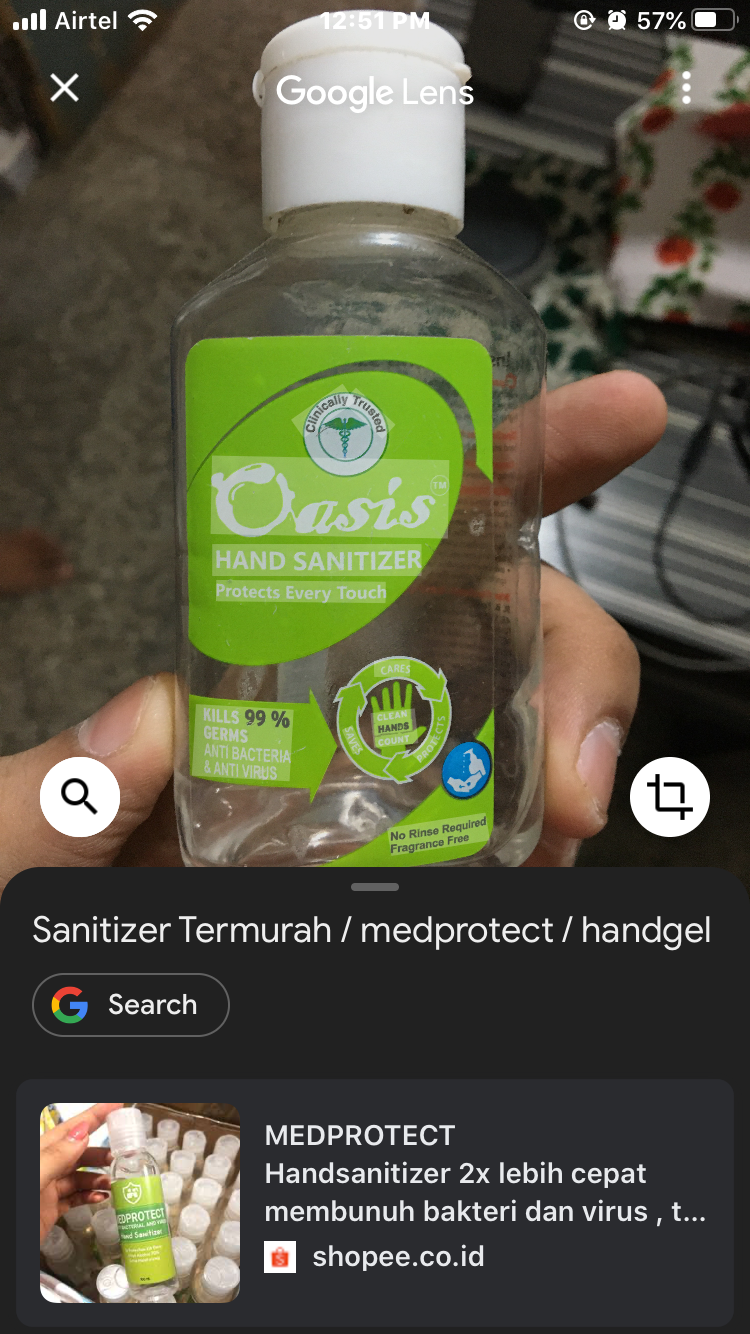 Airtel
12:51 PM
57%
Google Lens
Clinically Trusted
Oasis™
HAND SANITIZER
Protects Every Touch
KILLS 99 %
GERMS
ANTI BACTERIA
& ANTI VIRUS
CARES
PROTECTS
SAVES
CLEAN
HANDS
COUNT
No Rinse Required
Fragrance Free
Sanitizer Termurah / medprotect / handgel
Search
MEDPROTECT
Hand Sanitizer
MEDPROTECT
Handsanitizer 2x lebih cepat
membunuh bakteri dan virus , t...
shopee.co.id